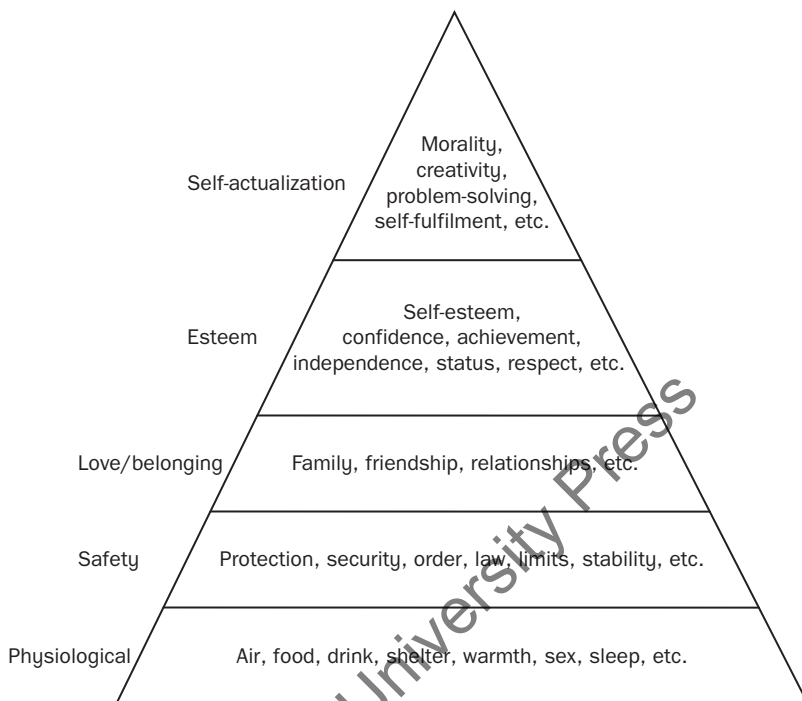 Self-actualization
Morality,
creativity,
problem-solving,
self-fulfilment, etc.
Esteem
Self-esteem,
confidence, achievement,
independence, status, respect, etc.
Love/belonging
Family, friendship, relationships, etc.
Safety
Protection, security, order, law, limits, stability, etc.
Physiological
Air, food, drink, shelter, warmth, sex, sleep, etc.
University Press